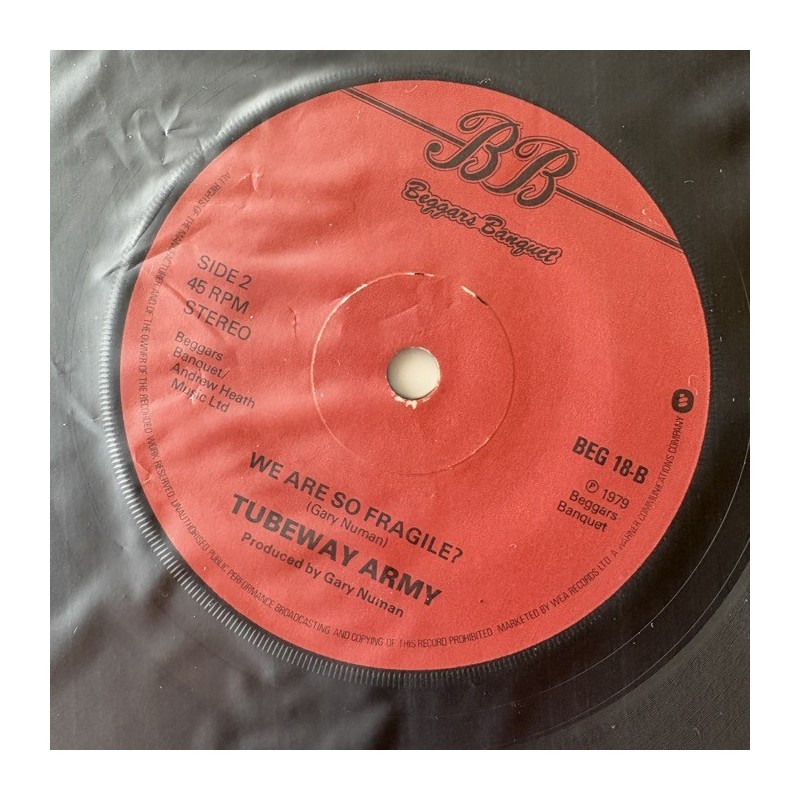 BB
Beggars Banquet
SIDE 2
45 RPM
STEREO
Beggars
Banquet/
Andrew Heath
Music Ltd
BEG 18-B
℗ 1979
Beggars
Banquet
WE ARE SO FRAGILE?
(Gary Numan)
TUBEWAY ARMY
Produced by Gary Numan
ALL RIGHTS OF THE MANUFACTURER AND OF THE OWNER OF THE RECORDED WORK RESERVED. UNAUTHORISED PUBLIC PERFORMANCE BROADCASTING AND COPYING OF THIS RECORD PROHIBITED. MARKETED BY WEA RECORDS LTD. A WARNER COMMUNICATIONS COMPANY